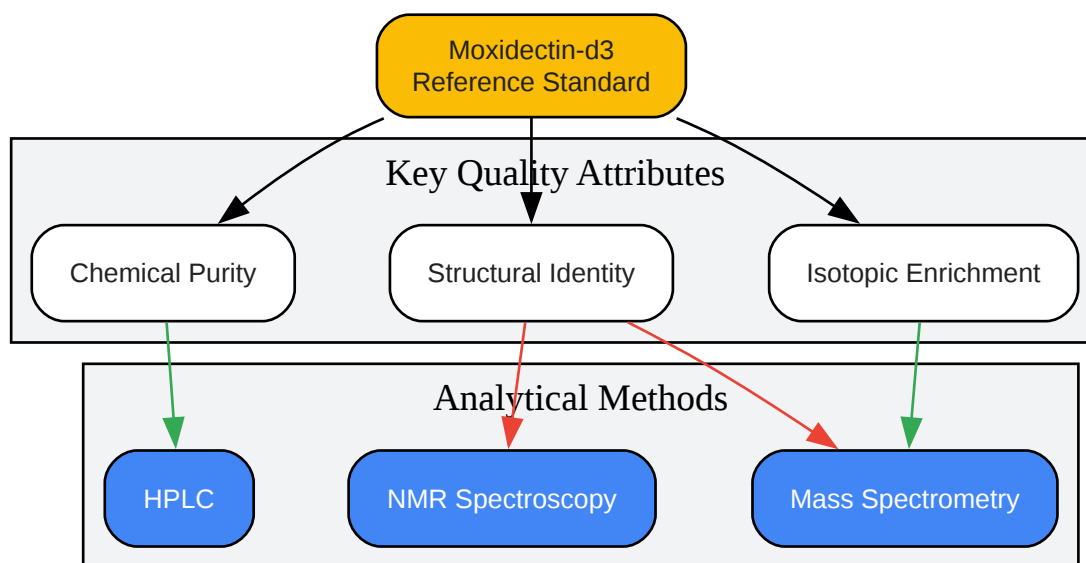 Moxidectin-d3
Reference Standard
Key Quality Attributes
Chemical Purity
Structural Identity
Isotopic Enrichment
Analytical Methods
HPLC
NMR Spectroscopy
Mass Spectrometry